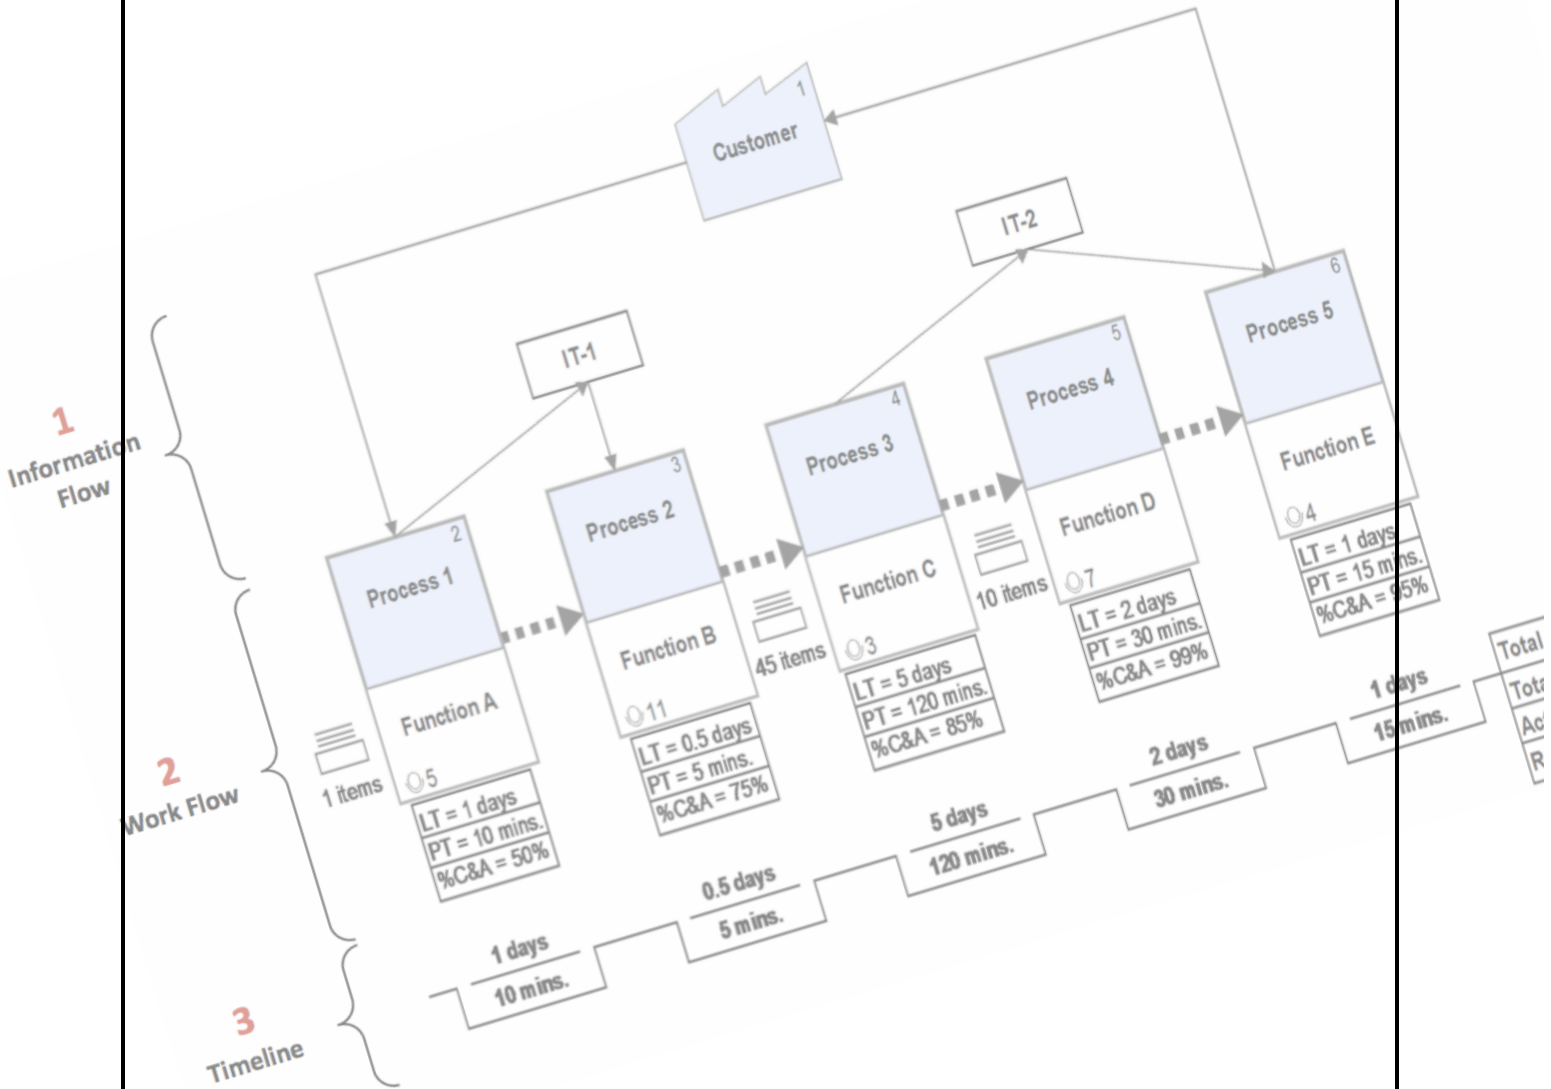 1
Customer
IT-2
6
Process 5
Function E
4
LT = 1 days
PT = 15 mins.
%C&A = 95%
5
Process 4
Function D
7
LT = 2 days
PT = 30 mins.
%C&A = 99%
10 items
IT-1
4
Process 3
Function C
3
LT = 5 days
PT = 120 mins.
%C&A = 85%
45 items
3
Process 2
Function B
11
LT = 0.5 days
PT = 5 mins.
%C&A = 75%
2
Process 1
Function A
5
LT = 1 days
PT = 10 mins.
%C&A = 50%
1 items
1
Information
Flow
2
Work Flow
3
Timeline
1 days
10 mins.
0.5 days
5 mins.
5 days
120 mins.
2 days
30 mins.
1 days
15 mins.
Total